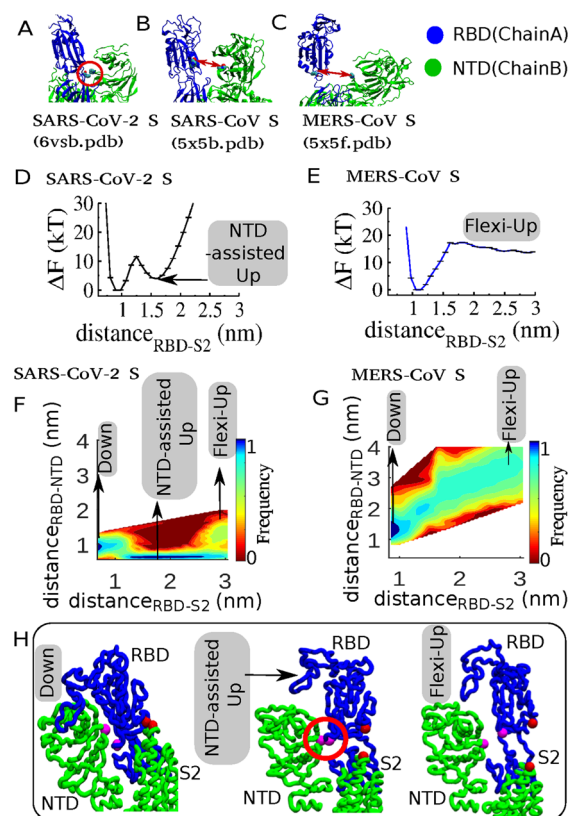 A
B
C
RBD(ChainA)
NTD(ChainB)
SARS-CoV-2 S
(6vsb.pdb)
SARS-CoV S
(5x5b.pdb)
MERS-CoV S
(5x5f.pdb)
D
SARS-CoV-2 S
E
MERS-CoV S
30
20
10
0
ΔF (kT)
NTD
-assisted
Up
1 1.5 2 2.5 3
distanceRBD-S2 (nm)
30
20
10
0
ΔF (kT)
Flexi-Up
1 1.5 2 2.5 3
distanceRBD-S2 (nm)
SARS-CoV-2 S
MERS-CoV S
F
Down
NTD-assisted
Up
Flexi-Up
4
3
2
1
distanceRBD-NTD (nm)
1 2 3
distanceRBD-S2 (nm)
1
0
Frequency
G
Down
Flexi-Up
4
3
2
1
distanceRBD-NTD (nm)
1 2 3
distanceRBD-S2 (nm)
1
0
Frequency
H
Down
RBD
NTD
S2
NTD-assisted
Up
RBD
NTD
S2
Flexi-Up
RBD
NTD
S2